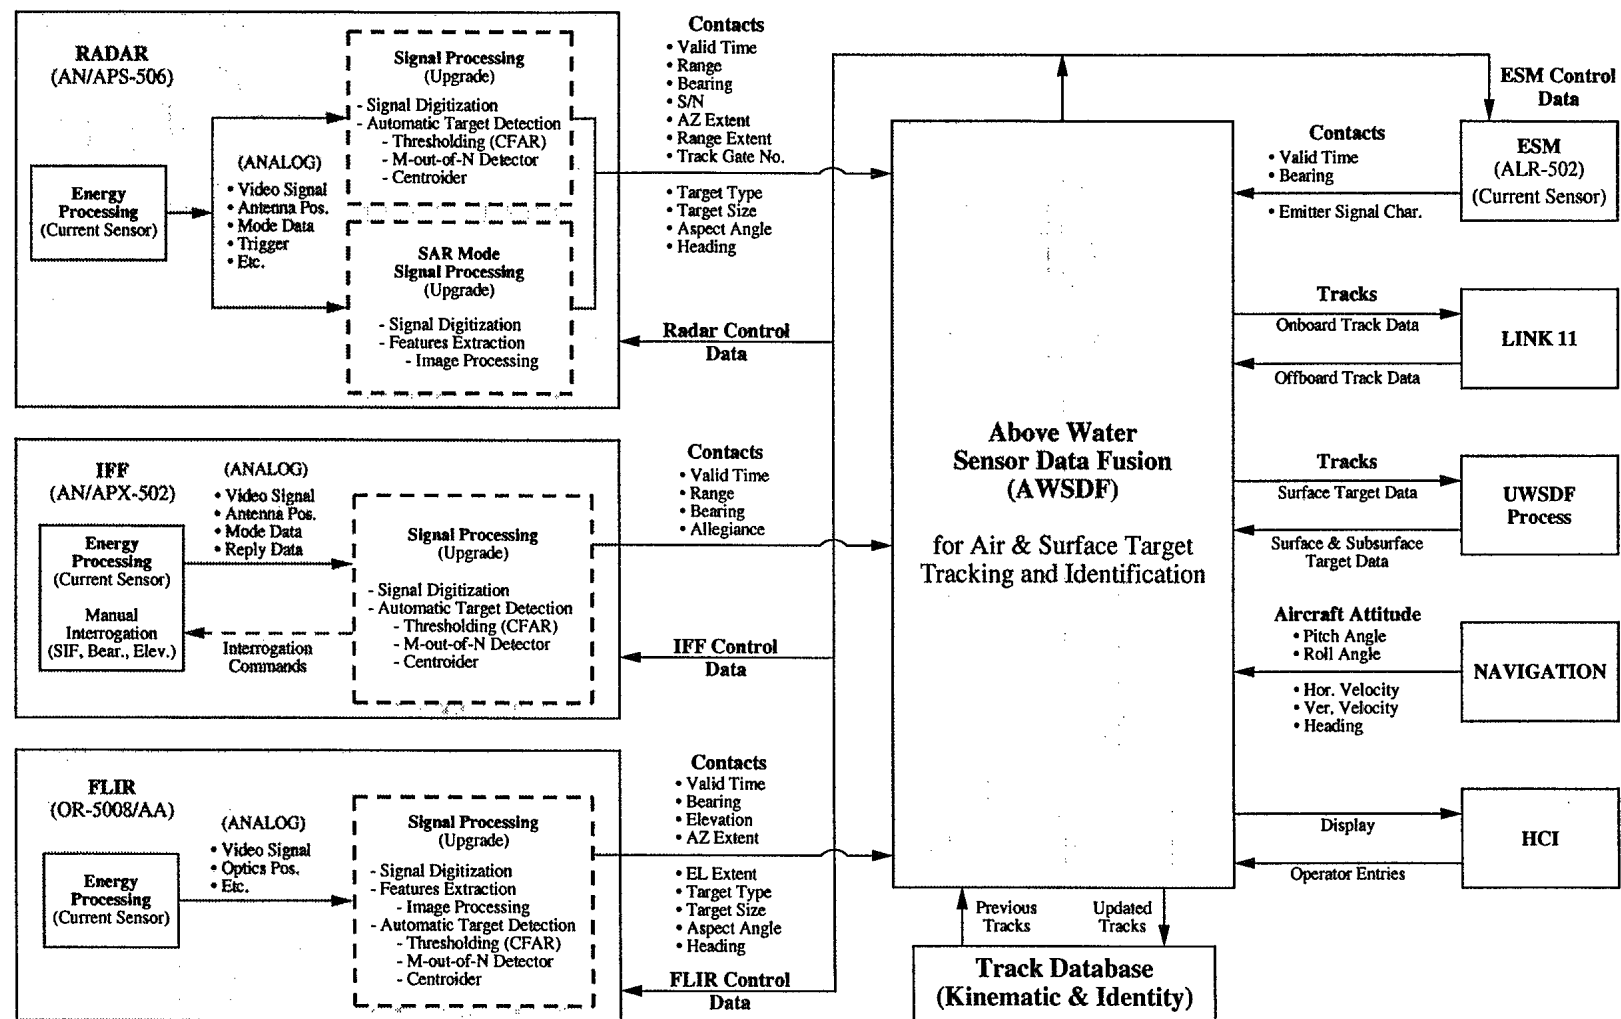 RADAR
(AN/APS-506)
Energy
Processing
(Current Sensor)
(ANALOG)
• Video Signal
• Antenna Pos.
• Mode Data
• Trigger
• Etc.
Signal Processing
(Upgrade)
- Signal Digitization
- Automatic Target Detection
- Thresholding (CFAR)
- M-out-of-N Detector
- Centroider
SAR Mode
Signal Processing
(Upgrade)
- Signal Digitization
- Features Extraction
- Image Processing
Contacts
• Valid Time
• Range
• Bearing
• S/N
• AZ Extent
• Range Extent
• Track Gate No.
• Target Type
• Target Size
• Aspect Angle
• Heading
Radar Control
Data
IFF
(AN/APX-502)
Energy
Processing
(Current Sensor)
Manual
Interrogation
(SIF, Bear., Elev.)
(ANALOG)
• Video Signal
• Antenna Pos.
• Mode Data
• Reply Data
Interrogation
Commands
Signal Processing
(Upgrade)
- Signal Digitization
- Automatic Target Detection
- Thresholding (CFAR)
- M-out-of-N Detector
- Centroider
Contacts
• Valid Time
• Range
• Bearing
• Allegiance
IFF Control
Data
FLIR
(OR-5008/AA)
Energy
Processing
(Current Sensor)
(ANALOG)
• Video Signal
• Optics Pos.
• Etc.
Signal Processing
(Upgrade)
- Signal Digitization
- Features Extraction
- Image Processing
- Automatic Target Detection
- Thresholding (CFAR)
- M-out-of-N Detector
- Centroider
Contacts
• Valid Time
• Bearing
• Elevation
• AZ Extent
• EL Extent
• Target Type
• Target Size
• Aspect Angle
• Heading
FLIR Control
Data
Above Water
Sensor Data Fusion
(AWSDF)
for Air & Surface Target
Tracking and Identification
Previous
Tracks
Updated
Tracks
Track Database
(Kinematic & Identity)
ESM Control
Data
Contacts
• Valid Time
• Bearing
• Emitter Signal Char.
ESM
(ALR-502)
(Current Sensor)
Tracks
Onboard Track Data
Offboard Track Data
LINK 11
Tracks
Surface Target Data
Surface & Subsurface
Target Data
UWSDF
Process
Aircraft Attitude
• Pitch Angle
• Roll Angle
• Hor. Velocity
• Ver. Velocity
• Heading
NAVIGATION
Display
Operator Entries
HCI